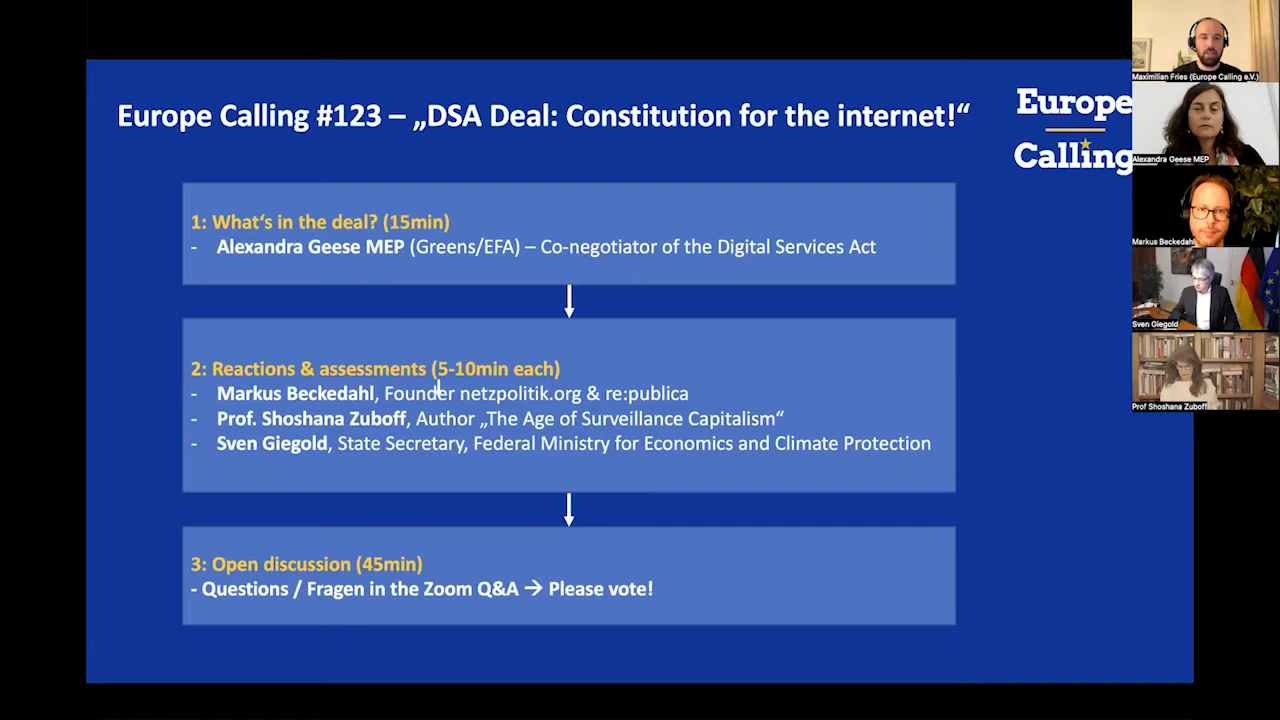 Europe Calling #123 – „DSA Deal: Constitution for the internet!“
Europe
Calling
1: What‘s in the deal? (15min)
- Alexandra Geese MEP (Greens/EFA) – Co-negotiator of the Digital Services Act
2: Reactions & assessments (5-10min each)
- Markus Beckedahl, Founder netzpolitik.org & re:publica
- Prof. Shoshana Zuboff, Author „The Age of Surveillance Capitalism“
- Sven Giegold, State Secretary, Federal Ministry for Economics and Climate Protection
3: Open discussion (45min)
- Questions / Fragen in the Zoom Q&A → Please vote!
Maximilian Fries (Europe Calling e.V.)
Alexandra Geese MEP
Markus Beckedahl
Sven Giegold
Prof Shoshana Zuboff